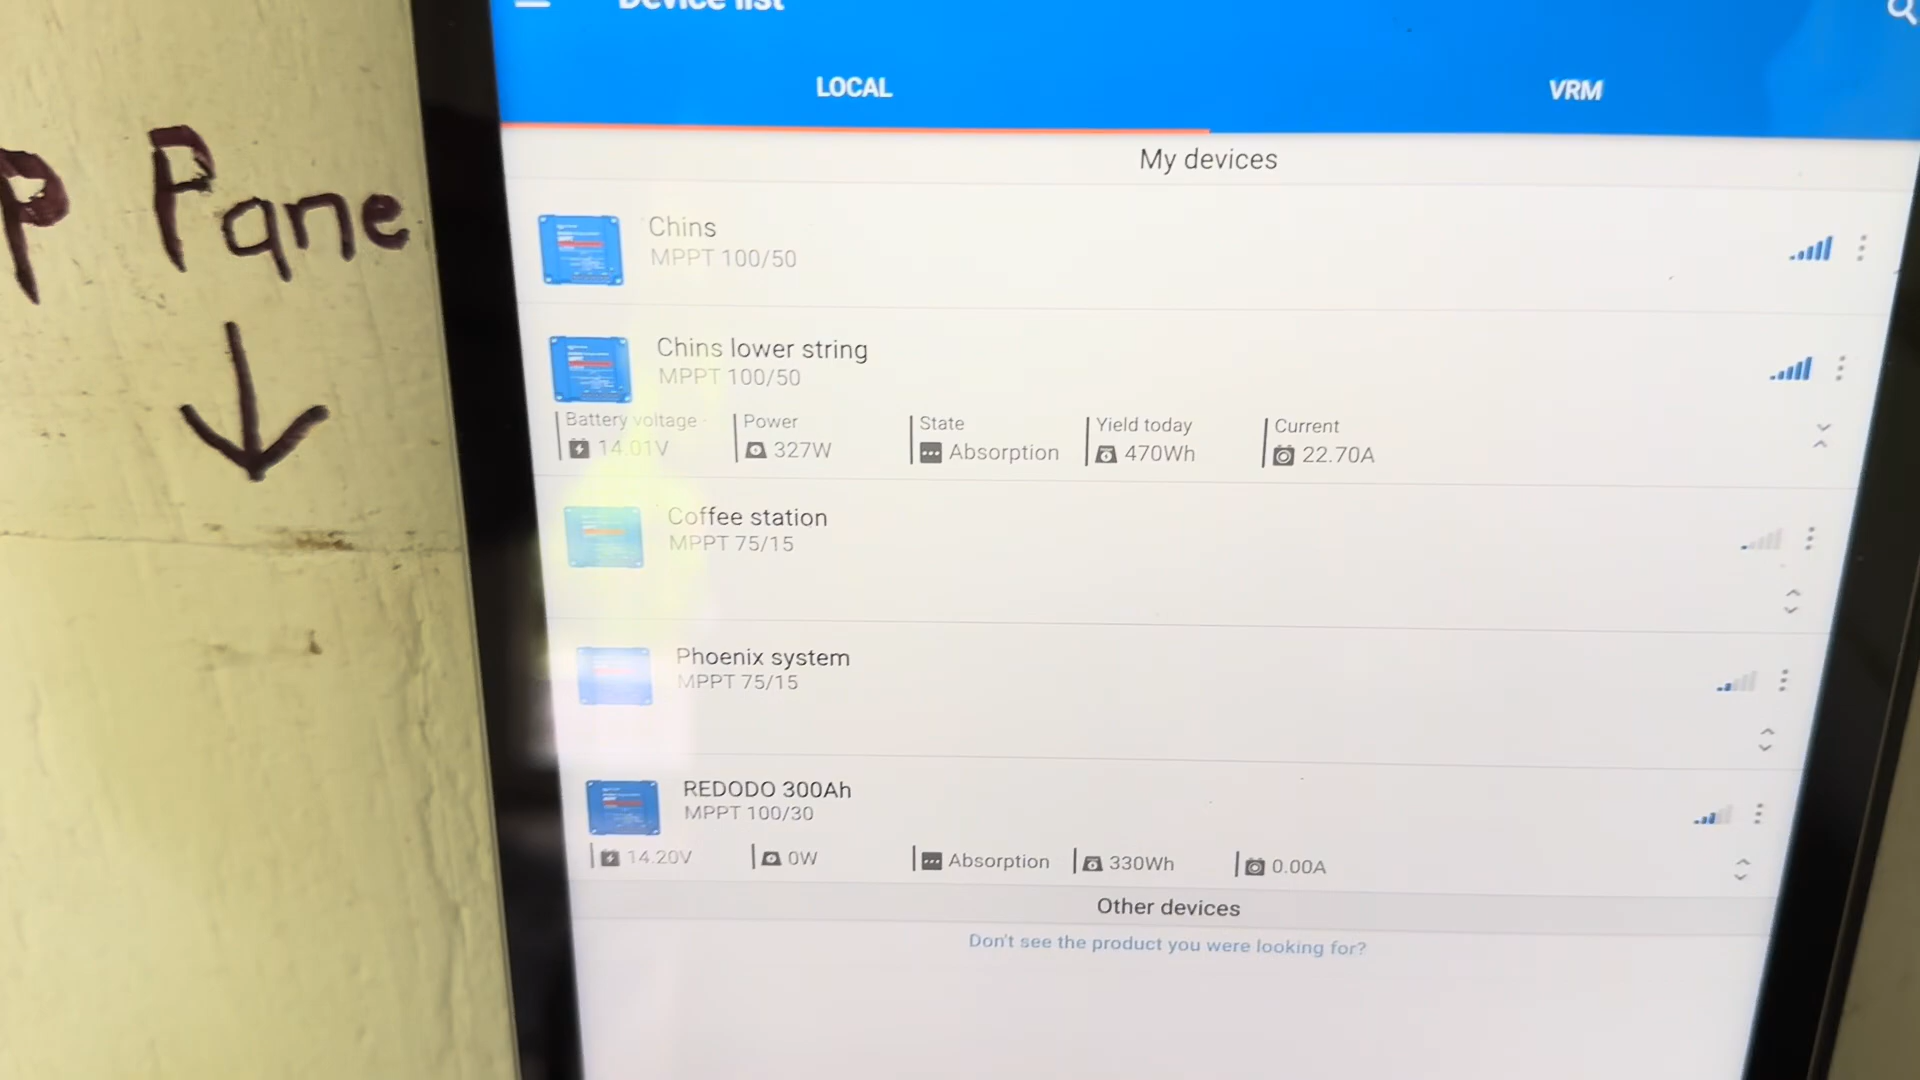 Device list
LOCAL
VRM
My devices
Chins
MPPT 100/50
Chins lower string
MPPT 100/50
Battery voltage
14.01V
Power
327W
State
Absorption
Yield today
470Wh
Current
22.70A
Coffee station
MPPT 75/15
Phoenix system
MPPT 75/15
REDODO 300Ah
MPPT 100/30
14.20V
0W
Absorption
330Wh
0.00A
Other devices
Don't see the product you were looking for?
P Pane